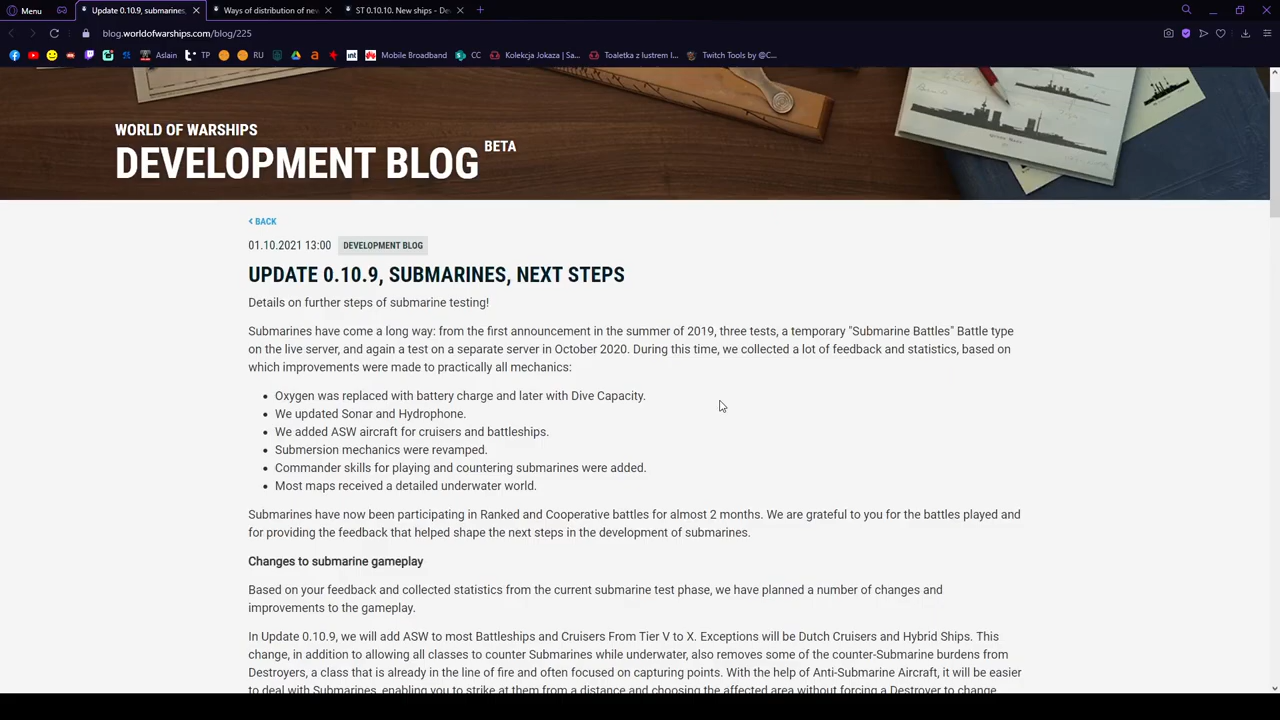 Menu
Update 0.10.9, submarines,
Ways of distribution of nev
ST 0.10.10. New ships - De
blog.worldofwarships.com/blog/225
TP
Aslain
TP
RU
int
Mobile Broadband
CC
Kolekcja Jokaza | Sa...
Toaletka z lustrem I...
Twitch Tools by @C...
WORLD OF WARSHIPS
DEVELOPMENT BLOG BETA
BACK
01.10.2021 13:00 DEVELOPMENT BLOG
UPDATE 0.10.9, SUBMARINES, NEXT STEPS
Details on further steps of submarine testing!
Submarines have come a long way: from the first announcement in the summer of 2019, three tests, a temporary "Submarine Battles" Battle type
on the live server, and again a test on a separate server in October 2020. During this time, we collected a lot of feedback and statistics, based on
which improvements were made to practically all mechanics:
• Oxygen was replaced with battery charge and later with Dive Capacity.
• We updated Sonar and Hydrophone.
• We added ASW aircraft for cruisers and battleships.
• Submersion mechanics were revamped.
• Commander skills for playing and countering submarines were added.
• Most maps received a detailed underwater world.
Submarines have now been participating in Ranked and Cooperative battles for almost 2 months. We are grateful to you for the battles played and
for providing the feedback that helped shape the next steps in the development of submarines.
Changes to submarine gameplay
Based on your feedback and collected statistics from the current submarine test phase, we have planned a number of changes and
improvements to the gameplay.
In Update 0.10.9, we will add ASW to most Battleships and Cruisers From Tier V to X. Exceptions will be Dutch Cruisers and Hybrid Ships. This
change, in addition to allowing all classes to counter Submarines while underwater, also removes some of the counter-Submarine burdens from
Destroyers, a class that is already in the line of fire and often focused on capturing points. With the help of Anti-Submarine Aircraft, it will be easier
to deal with Submarines, enabling you to strike at them from a distance and choosing the affected area without forcing a Destroyer to change